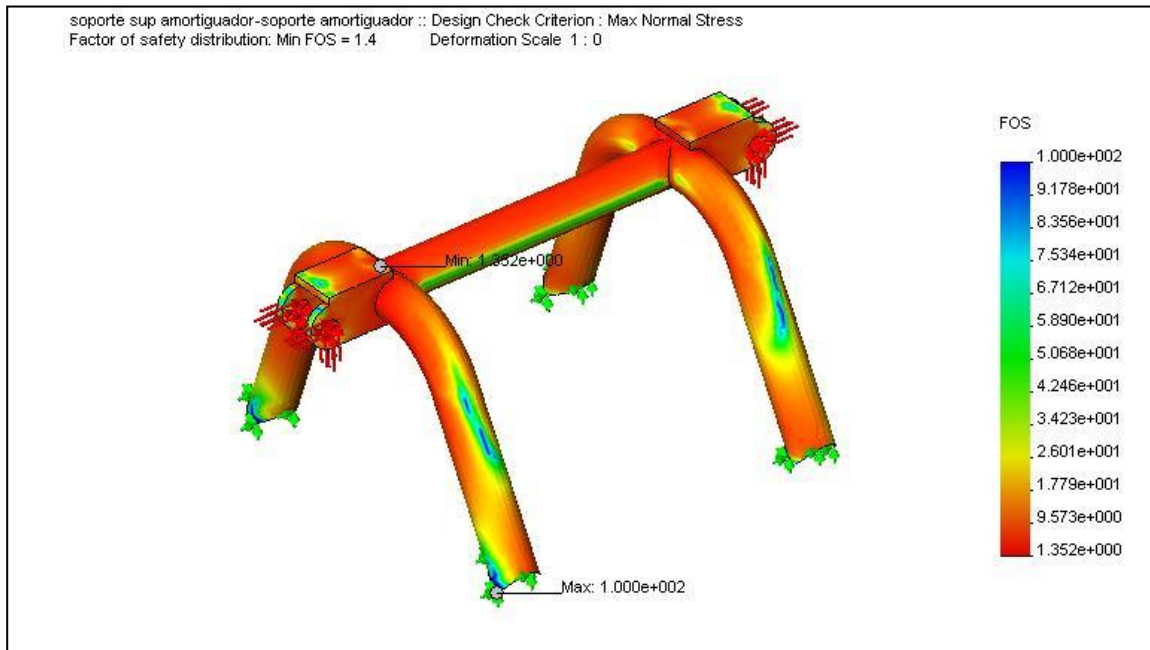 soporte sup amortiguador-soporte amortiguador :: Design Check Criterion : Max Normal Stress
Factor of safety distribution: Min FOS = 1.4 Deformation Scale 1 : 0
FOS
1.000e+002
9.178e+001
8.356e+001
7.534e+001
6.712e+001
5.890e+001
5.068e+001
4.246e+001
3.423e+001
2.601e+001
1.779e+001
9.573e+000
1.352e+000
Min: 1.352e+000
Max: 1.000e+002